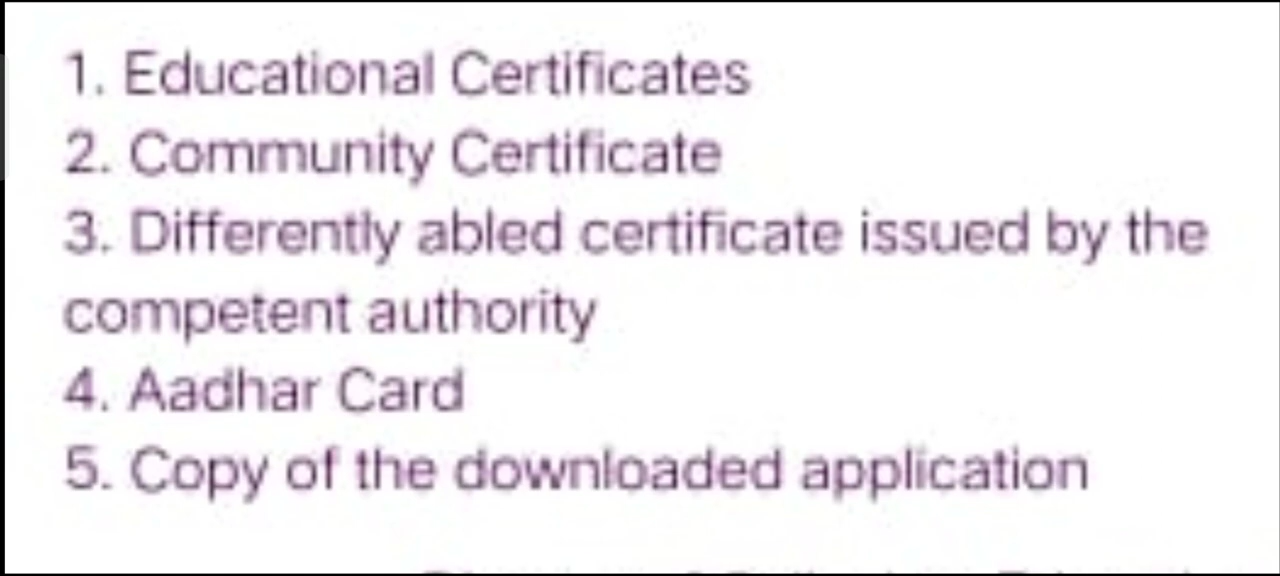 1. Educational Certificates
2. Community Certificate
3. Differently abled certificate issued by the
competent authority
4. Aadhar Card
5. Copy of the downloaded application